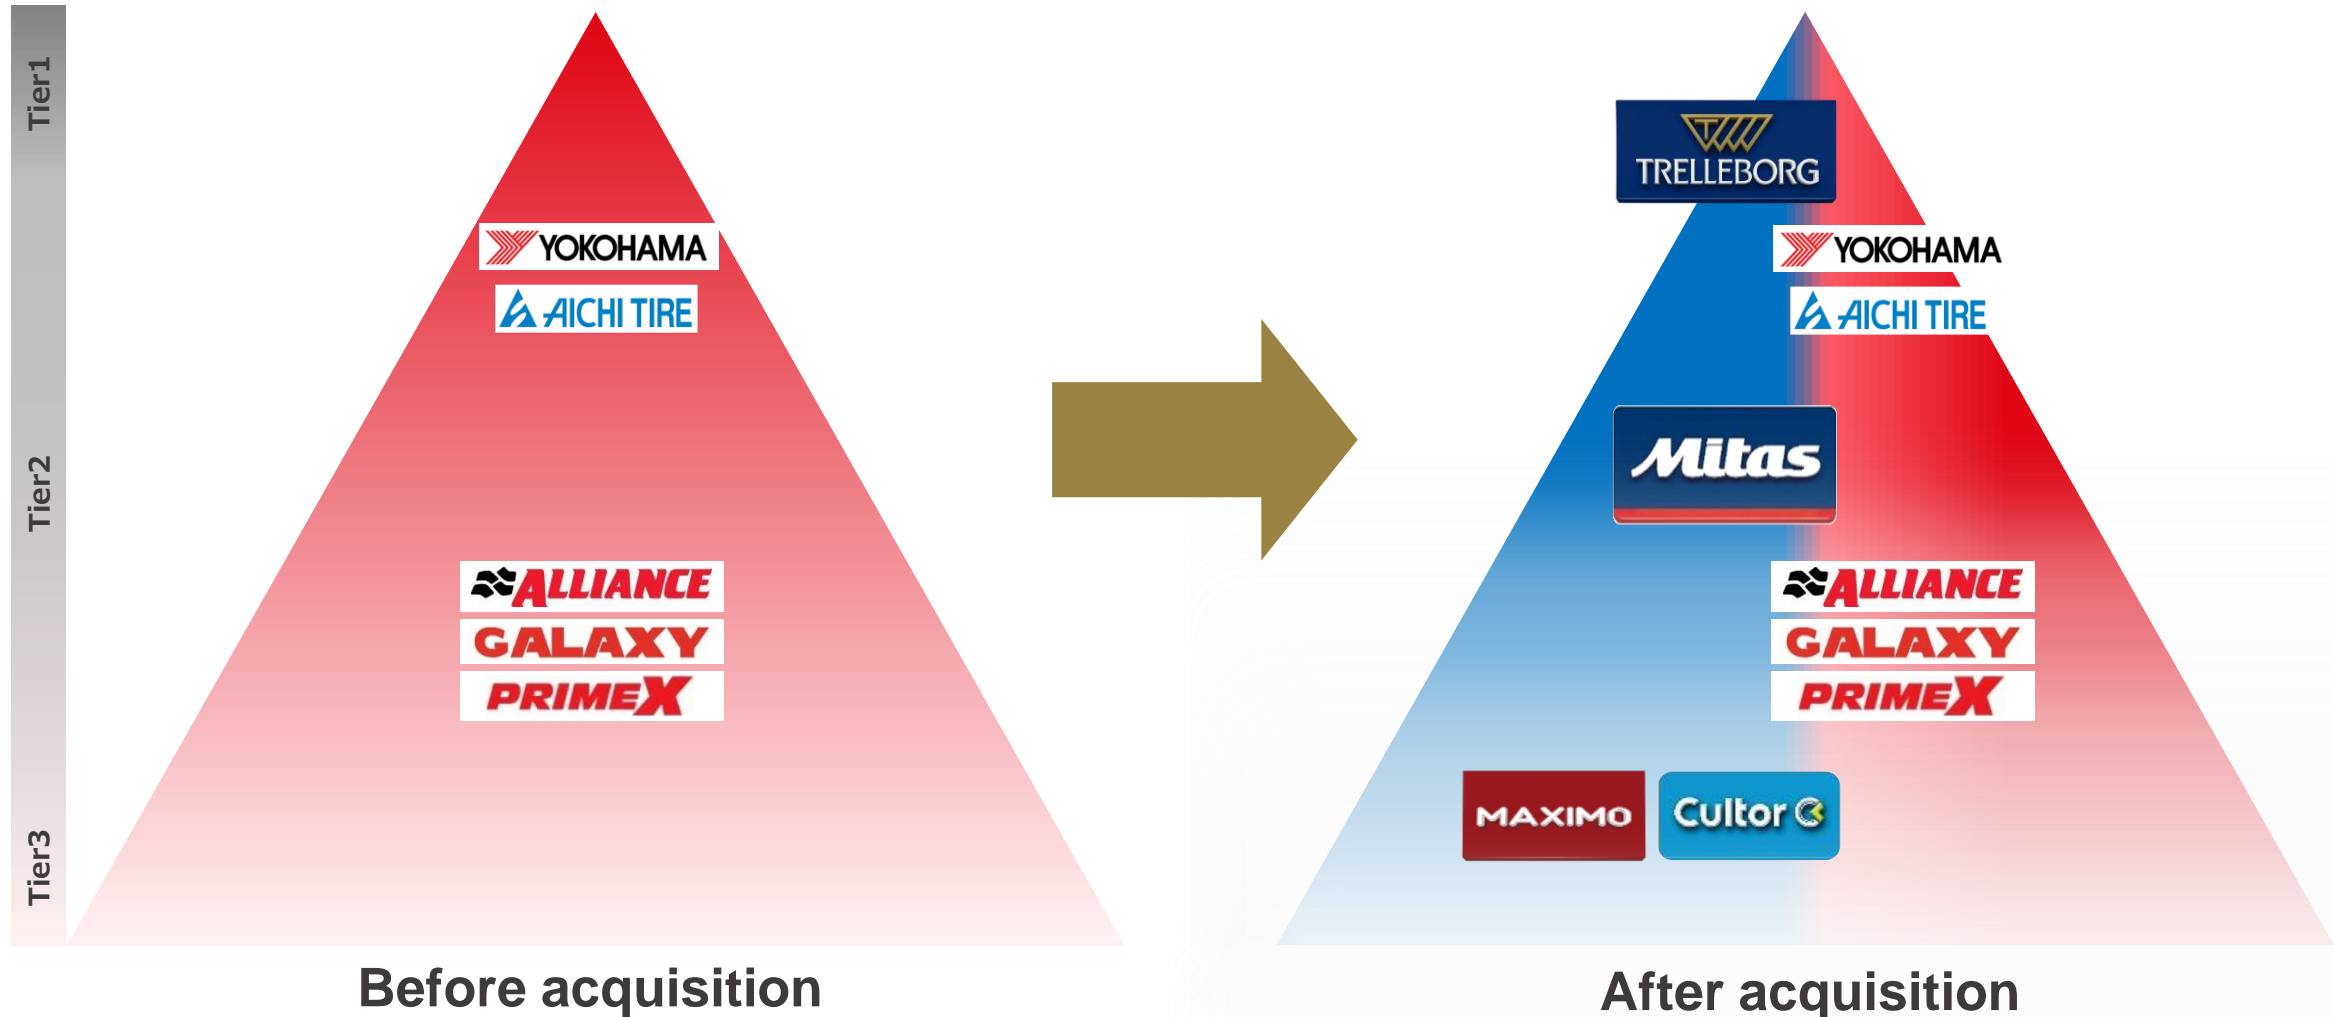 Tier1
Tier2
Tier3
YOKOHAMA
AICHI TIRE
ALLIANCE
GALAXY
PRIMEX
Before acquisition
TRELLEBORG
YOKOHAMA
AICHI TIRE
Mitas
ALLIANCE
GALAXY
PRIMEX
MAXIMO
Cultor
After acquisition